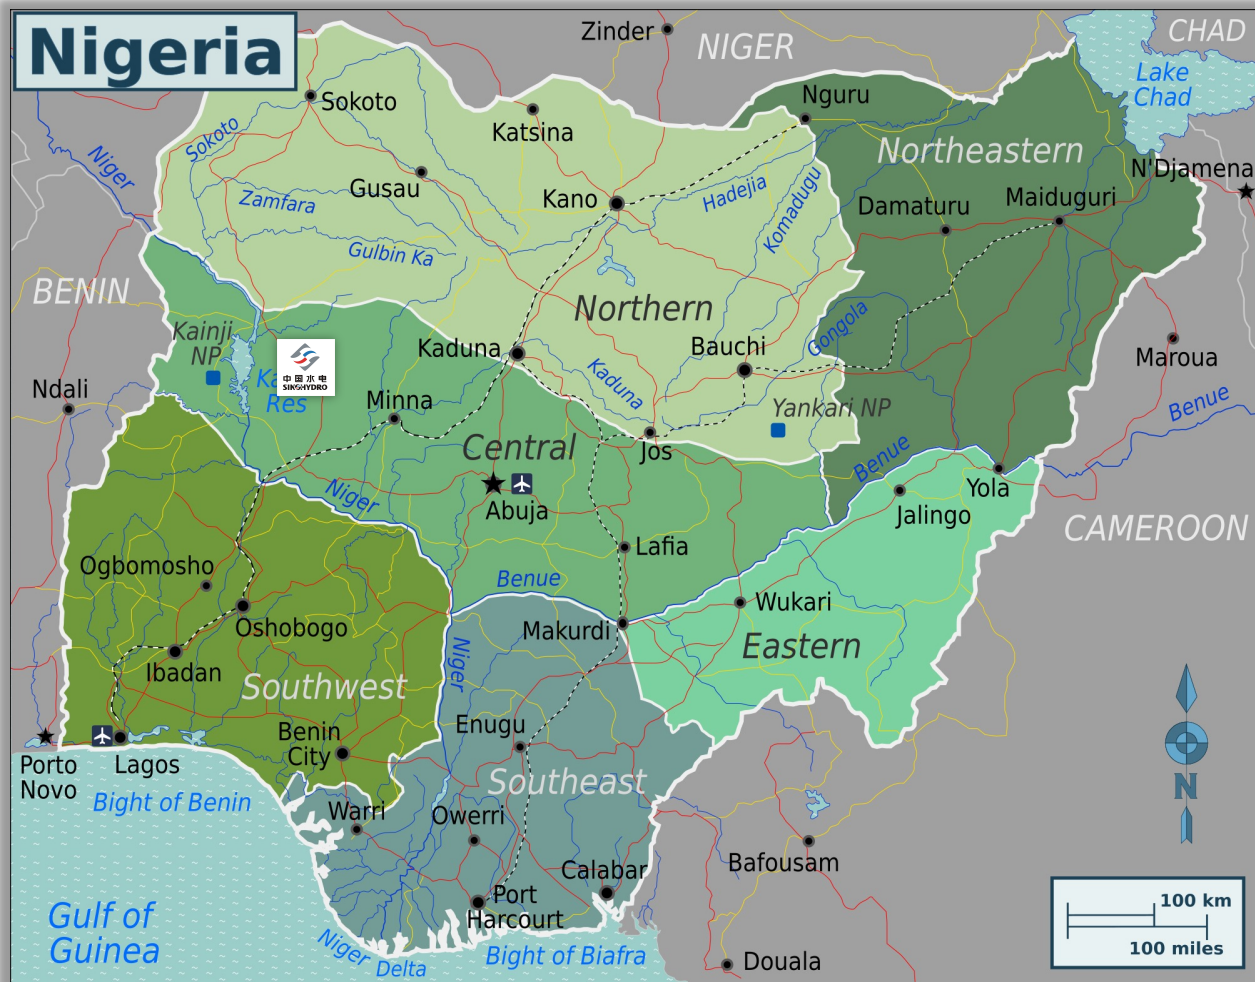 Nigeria
Zinder
NIGER
CHAD
Lake
Chad
Sokoto
Katsina
Nguru
Northeastern
N'Djamena
Sokoto
Niger
Gusau
Zamfara
Kano
Hadejia
Komadugu
Damaturu
Maiduguri
Gulbin Ka
BENIN
Northern
Kainji
NP
Kaduna
Bauchi
Gongola
Maroua
中国水电
SINOHYDRO
Ka
Res
Ndali
Minna
Kaduna
Yankari NP
Benue
Central
Jos
Benue
Niger
Abuja
Yola
Jalingo
CAMEROON
Ogbomosho
Lafia
Benue
Oshobogo
Wukari
Makurdi
Eastern
Ibadan
Niger
Southwest
Enugu
Benin
City
Porto
Novo
Lagos
Southeast
N
Bight of Benin
Warri
Owerri
Bafousam
Calabar
Port
Harcourt
Gulf of
Guinea
Niger Delta
Bight of Biafra
Douala
100 km
100 miles